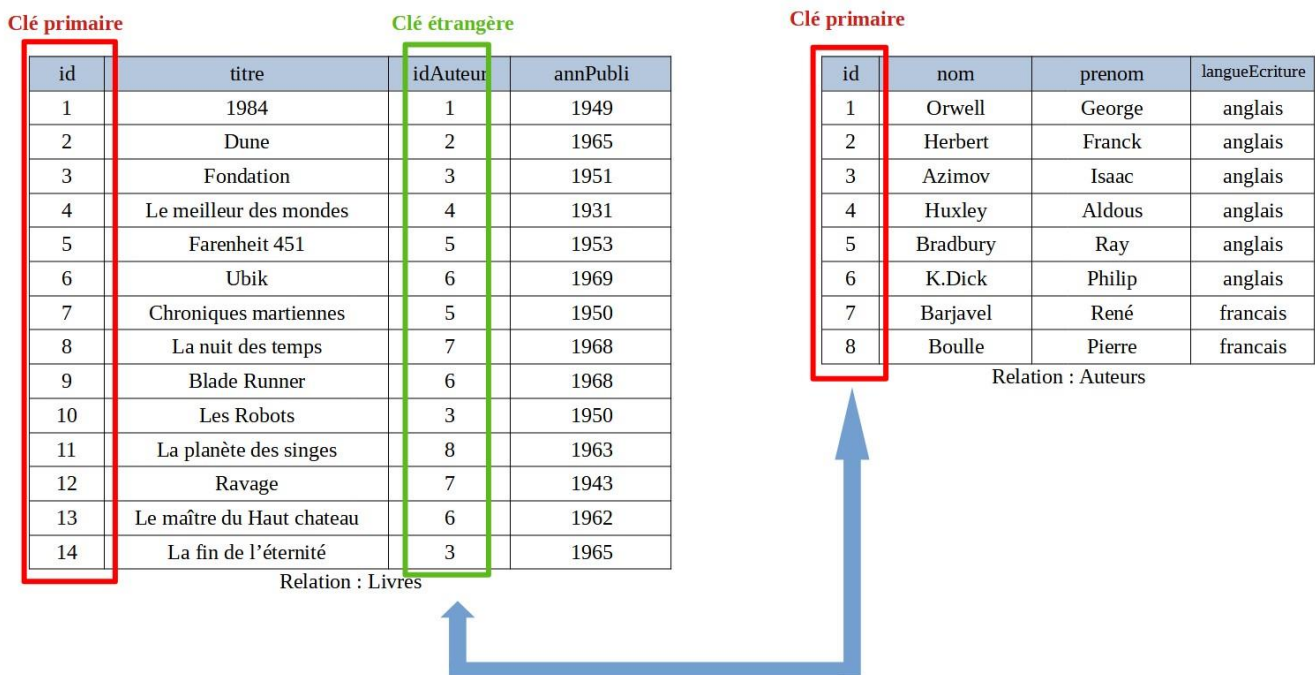 Clé primaire
Clé étrangère
id titre idAuteur annPubli
1 1984 1 1949
2 Dune 2 1965
3 Fondation 3 1951
4 Le meilleur des mondes 4 1931
5 Farenheit 451 5 1953
6 Ubik 6 1969
7 Chroniques martiennes 5 1950
8 La nuit des temps 7 1968
9 Blade Runner 6 1968
10 Les Robots 3 1950
11 La planète des singes 8 1963
12 Ravage 7 1943
13 Le maître du Haut chateau 6 1962
14 La fin de l’éternité 3 1965
Relation : Livres
Clé primaire
id nom prenom langueEcriture
1 Orwell George anglais
2 Herbert Franck anglais
3 Azimov Isaac anglais
4 Huxley Aldous anglais
5 Bradbury Ray anglais
6 K.Dick Philip anglais
7 Barjavel René francais
8 Boulle Pierre francais
Relation : Auteurs